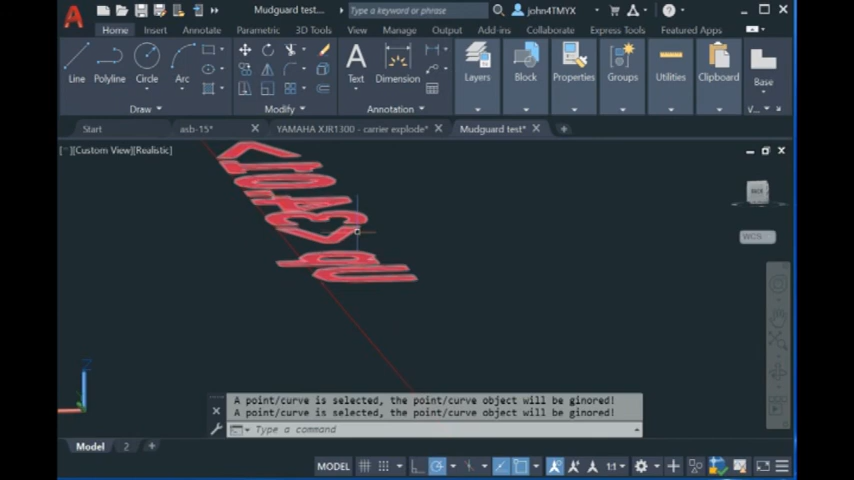 Mudguard test...
Type a keyword or phrase
john4TMYX
Home Insert Annotate Parametric 3D Tools View Manage Output Add-ins Collaborate Express Tools Featured Apps
Line Polyline Circle Arc Text Dimension Layers Block Properties Groups Utilities Clipboard Base
Draw Modify Annotation V...
Start asb-15* YAMAHA XJR1300 - carrier explode* Mudguard test*
[Custom View][Realistic]
BACK
WCS
up
Z
A point/curve is selected, the point/curve object will be ginored!
A point/curve is selected, the point/curve object will be ginored!
Type a command
Model 2
MODEL 1:1